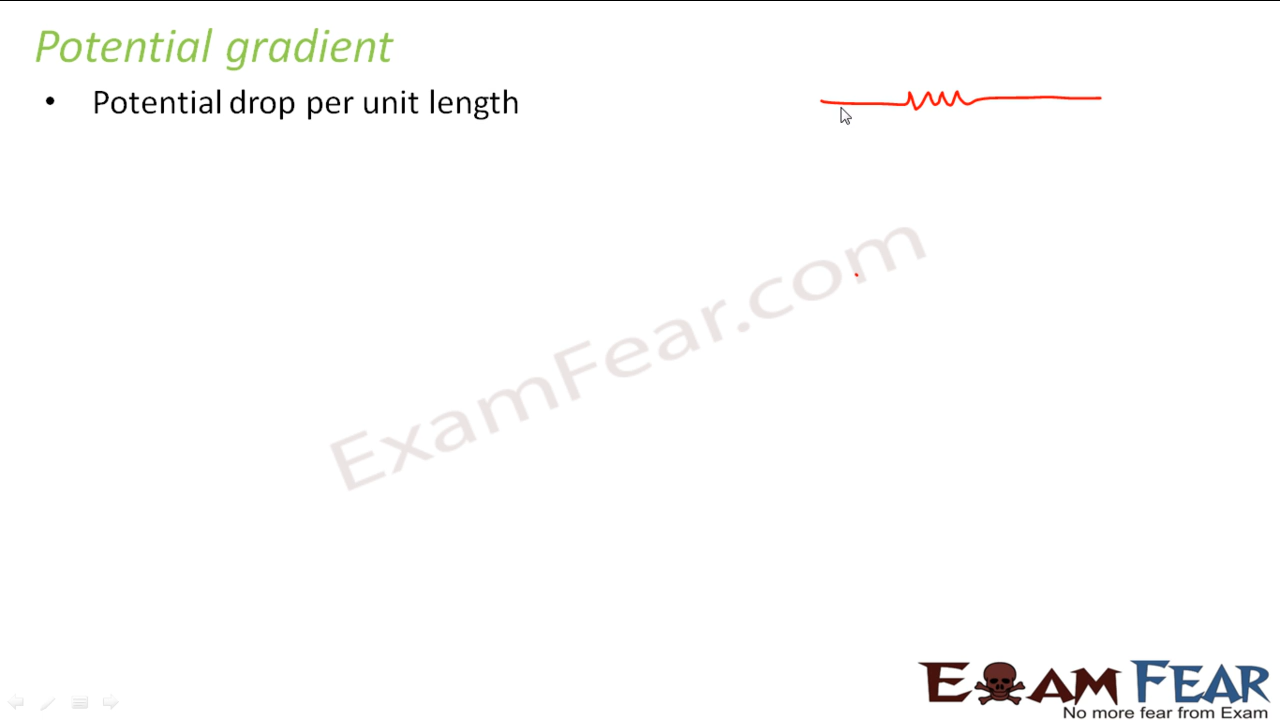 Potential gradient
• Potential drop per unit length
ExamFear.com
EXAM FEAR
No more fear from Exam